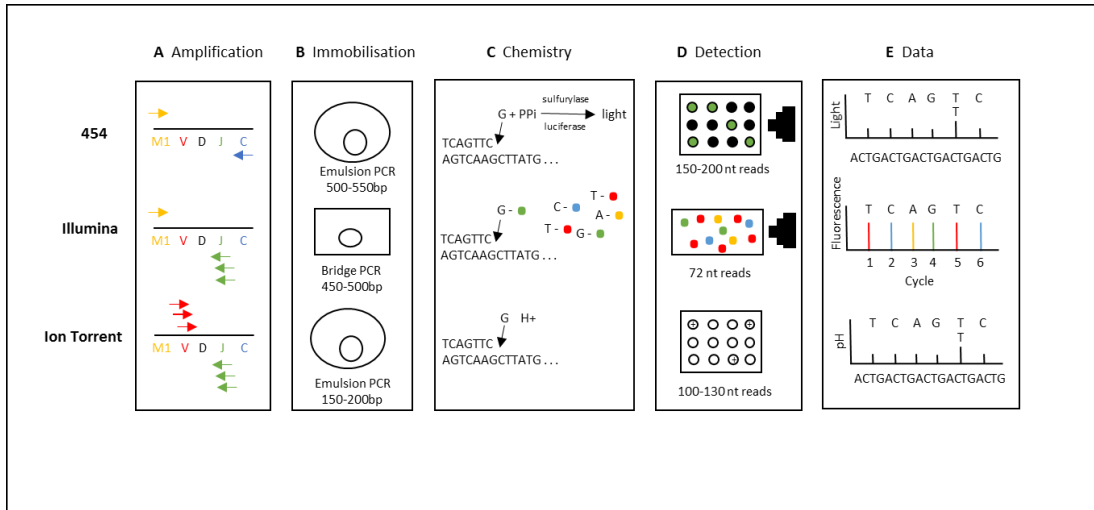 A Amplification
B Immobilisation
C Chemistry
D Detection
E Data
454
M1 V D J C
Emulsion PCR
500-550bp
G + PPi
sulfurylase
luciferase
light
TCAGTTC
AGTCAAGCTTATG . . .
150-200 nt reads
Light
T C A G T C
T
ACTGACTGACTGACTGACTG
Illumina
M1 V D J C
Bridge PCR
450-500bp
G -
T -
C -
A -
T -
G -
TCAGTTC
AGTCAAGCTTATG . . .
72 nt reads
Fluorescence
T C A G T C
1 2 3 4 5 6
Cycle
Ion Torrent
M1 V D J C
Emulsion PCR
150-200bp
G H+
TCAGTTC
AGTCAAGCTTATG . . .
+ +
+
100-130 nt reads
pH
T C A G T C
T
ACTGACTGACTGACTGACTG